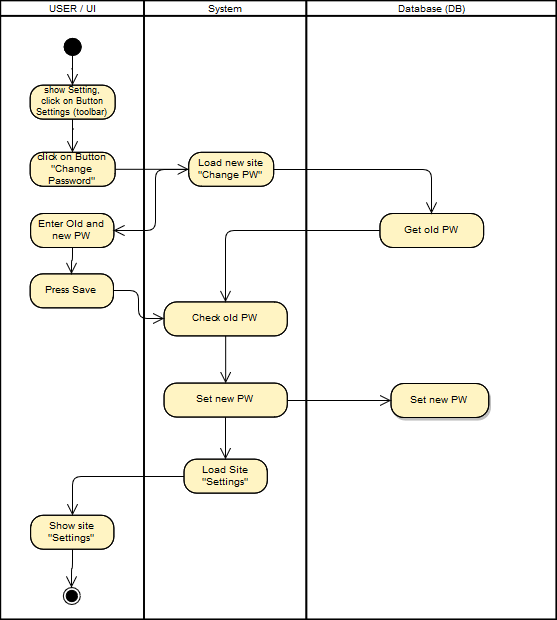 USER / UI
System
Database (DB)
show Setting,
click on Button
Settings (toolbar)
click on Button
"Change
Password"
Load new site
"Change PW"
Enter Old and
new PW
Get old PW
Press Save
Check old PW
Set new PW
Set new PW
Load Site
"Settings"
Show site
"Settings"